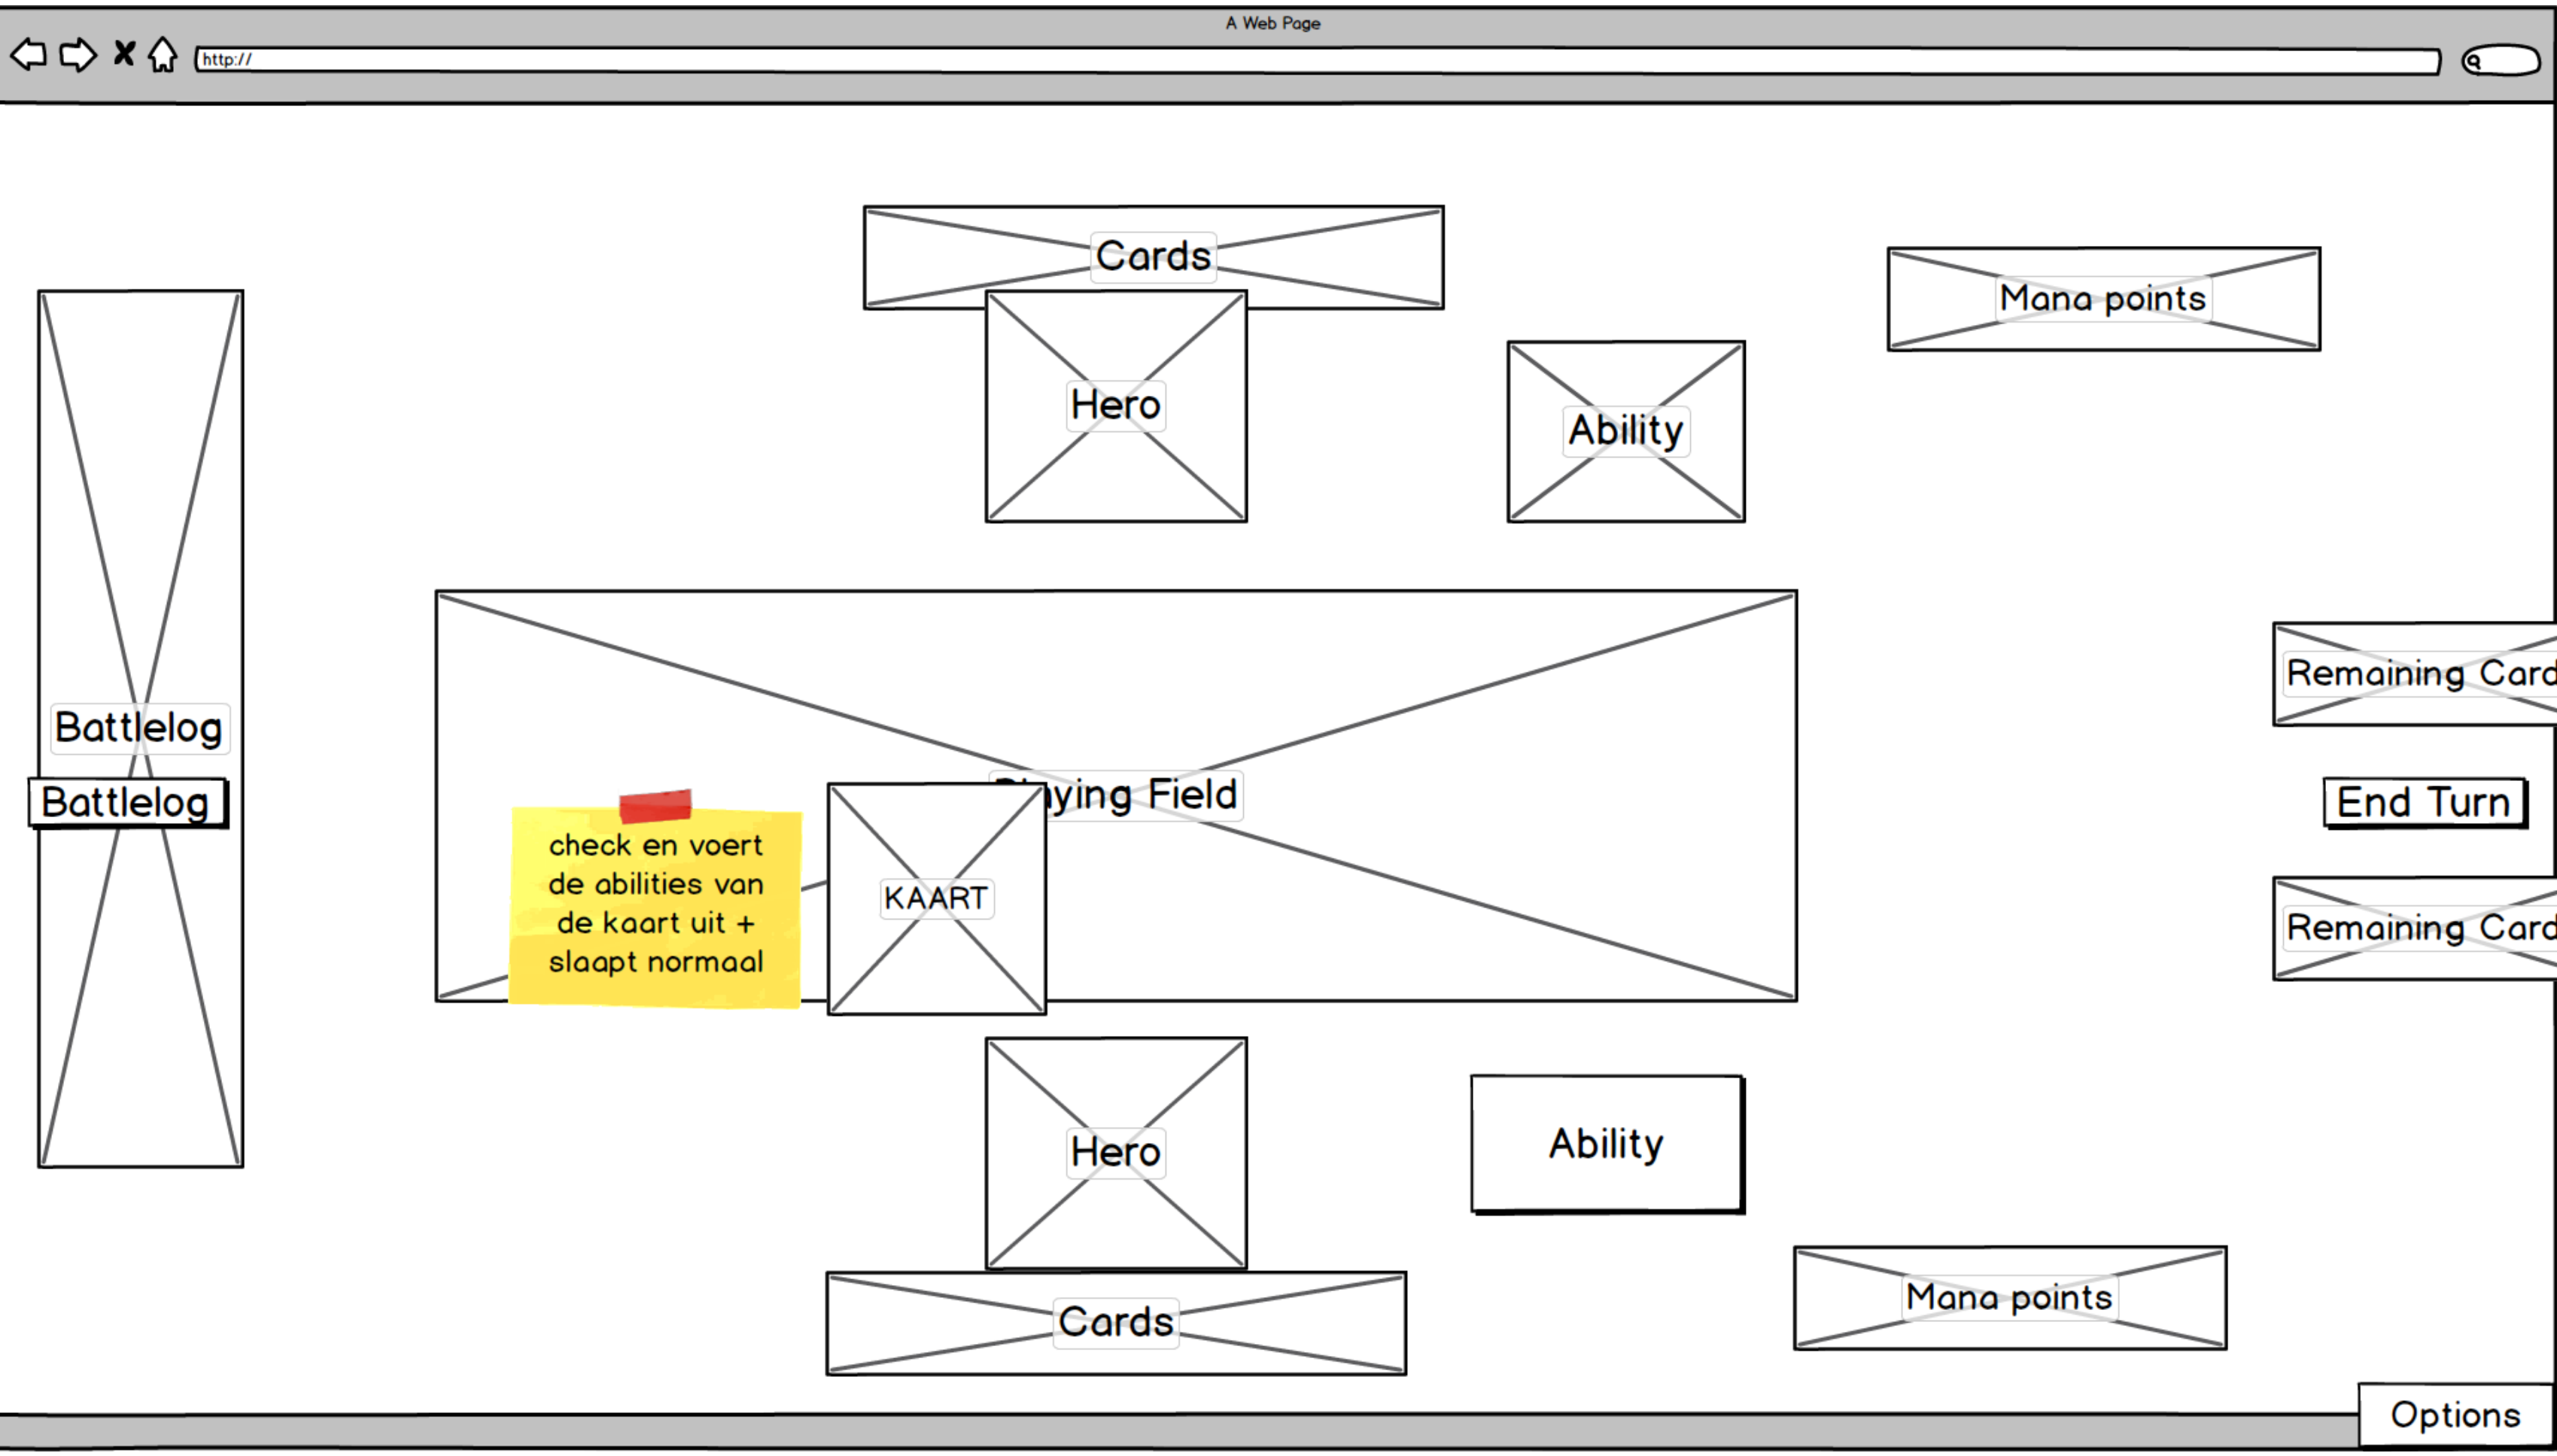 A Web Page
http://
Cards
Mana points
Hero
Ability
Remaining Card
Battlelog
Battlelog
Field
End Turn
check en voert
de abilities van
de kaart uit +
slaapt normaal
KAART
Remaining Card
Hero
Ability
Mana points
Cards
Options